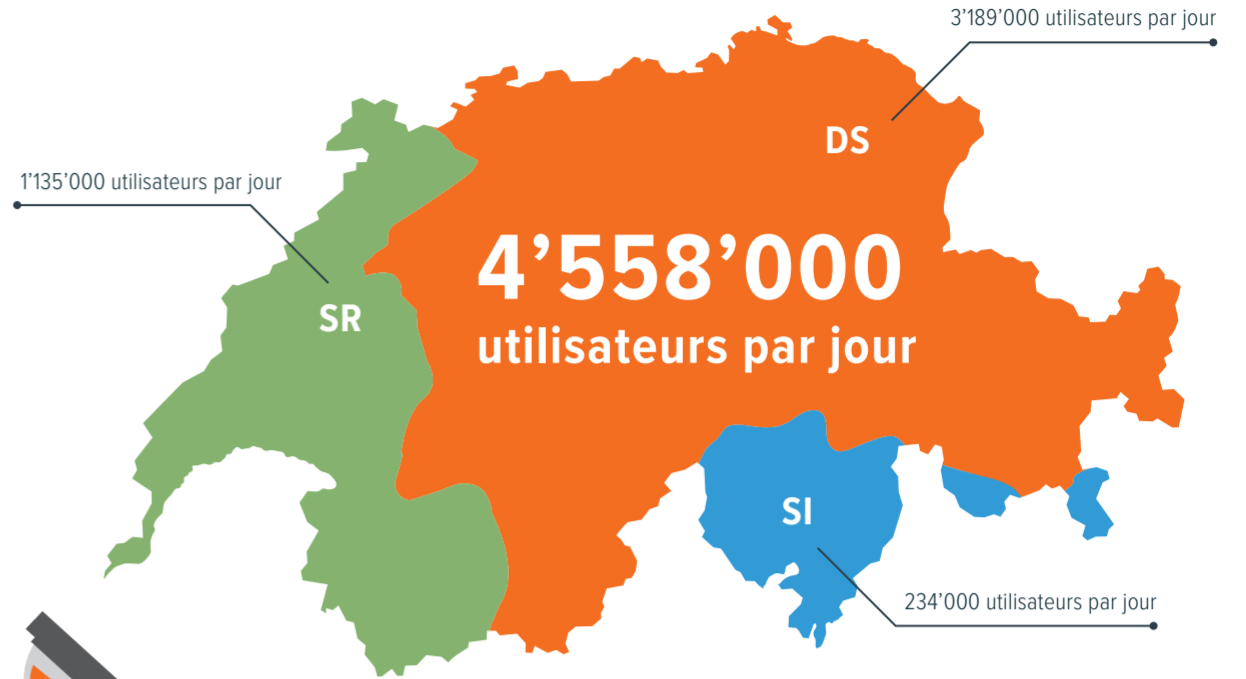 3’189’000 utilisateurs par jour
DS
1’135’000 utilisateurs par jour
4’558’000
utilisateurs par jour
SR
SI
234’000 utilisateurs par jour